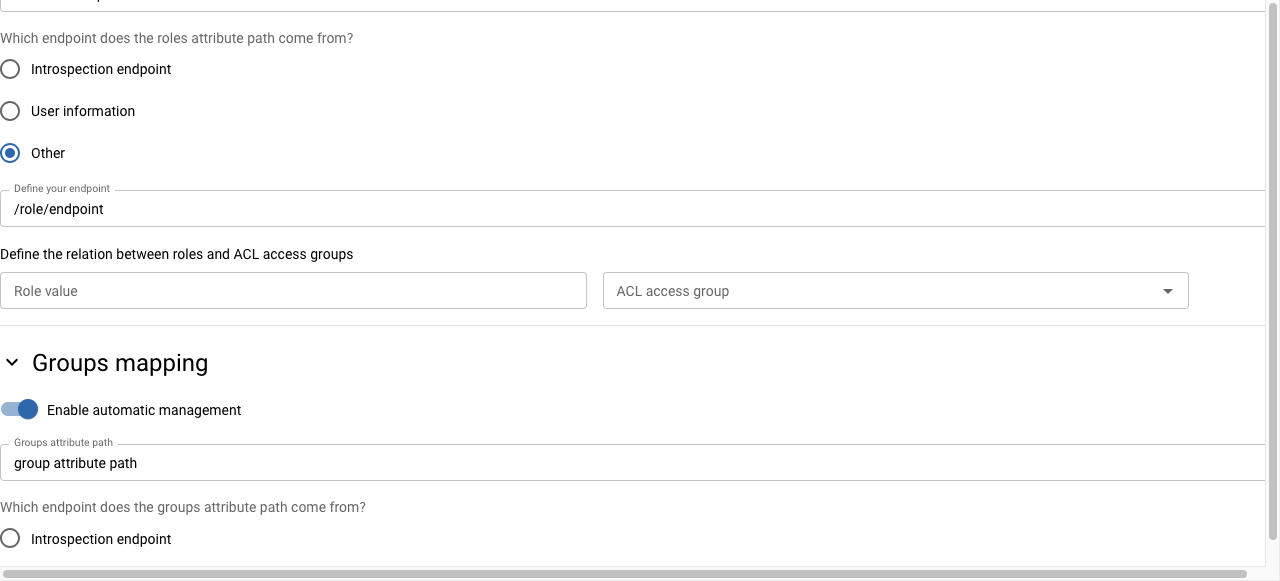 Which endpoint does the roles attribute path come from?
Introspection endpoint
User information
Other
Define your endpoint
/role/endpoint
Define the relation between roles and ACL access groups
Role value
ACL access group
Groups mapping
Enable automatic management
Groups attribute path
group attribute path
Which endpoint does the groups attribute path come from?
Introspection endpoint